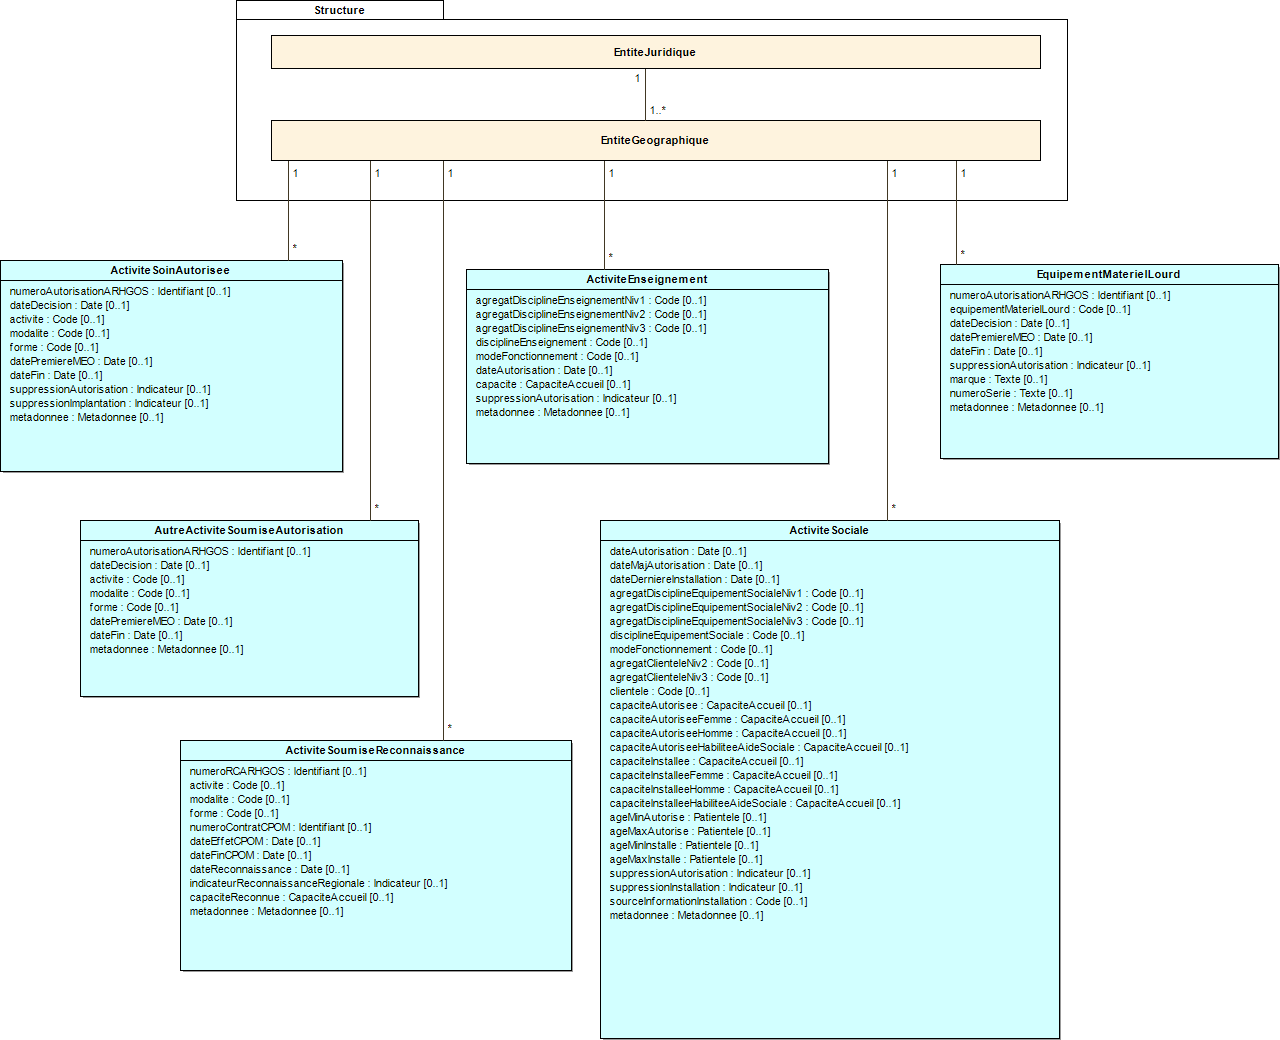 Structure
EntiteJuridique
1
1..*
EntiteGeographique
1
1
1
1
1
1
*
*
*
ActiviteSoinAutorisee
numeroAutorisationARHGOS : Identifiant [0..1]
dateDecision : Date [0..1]
activite : Code [0..1]
modalite : Code [0..1]
forme : Code [0..1]
datePremiereMEO : Date [0..1]
dateFin : Date [0..1]
suppressionAutorisation : Indicateur [0..1]
suppressionImplantation : Indicateur [0..1]
metadonnee : Metadonnee [0..1]
ActiviteEnseignement
agregatDisciplineEnseignementNiv1 : Code [0..1]
agregatDisciplineEnseignementNiv2 : Code [0..1]
agregatDisciplineEnseignementNiv3 : Code [0..1]
disciplineEnseignement : Code [0..1]
modeFonctionnement : Code [0..1]
dateAutorisation : Date [0..1]
capacite : CapaciteAccueil [0..1]
suppressionAutorisation : Indicateur [0..1]
metadonnee : Metadonnee [0..1]
EquipementMaterielLourd
numeroAutorisationARHGOS : Identifiant [0..1]
equipementMaterielLourd : Code [0..1]
dateDecision : Date [0..1]
datePremiereMEO : Date [0..1]
dateFin : Date [0..1]
suppressionAutorisation : Indicateur [0..1]
marque : Texte [0..1]
numeroSerie : Texte [0..1]
metadonnee : Metadonnee [0..1]
*
*
AutreActiviteSoumiseAutorisation
numeroAutorisationARHGOS : Identifiant [0..1]
dateDecision : Date [0..1]
activite : Code [0..1]
modalite : Code [0..1]
forme : Code [0..1]
datePremiereMEO : Date [0..1]
dateFin : Date [0..1]
metadonnee : Metadonnee [0..1]
ActiviteSociale
dateAutorisation : Date [0..1]
dateMajAutorisation : Date [0..1]
dateDerniereInstallation : Date [0..1]
agregatDisciplineEquipementSocialeNiv1 : Code [0..1]
agregatDisciplineEquipementSocialeNiv2 : Code [0..1]
agregatDisciplineEquipementSocialeNiv3 : Code [0..1]
disciplineEquipementSociale : Code [0..1]
modeFonctionnement : Code [0..1]
agregatClienteleNiv2 : Code [0..1]
agregatClienteleNiv3 : Code [0..1]
clientele : Code [0..1]
capaciteAutorisee : CapaciteAccueil [0..1]
capaciteAutoriseeFemme : CapaciteAccueil [0..1]
capaciteAutoriseeHomme : CapaciteAccueil [0..1]
capaciteAutoriseeHabiliteeAideSociale : CapaciteAccueil [0..1]
capaciteInstallee : CapaciteAccueil [0..1]
capaciteInstalleeFemme : CapaciteAccueil [0..1]
capaciteInstalleeHomme : CapaciteAccueil [0..1]
capaciteInstalleeHabiliteeAideSociale : CapaciteAccueil [0..1]
ageMinAutorise : Patientele [0..1]
ageMaxAutorise : Patientele [0..1]
ageMinInstalle : Patientele [0..1]
ageMaxInstalle : Patientele [0..1]
suppressionAutorisation : Indicateur [0..1]
suppressionInstallation : Indicateur [0..1]
sourceInformationInstallation : Code [0..1]
metadonnee : Metadonnee [0..1]
*
ActiviteSoumiseReconnaissance
numeroRCARHGOS : Identifiant [0..1]
activite : Code [0..1]
modalite : Code [0..1]
forme : Code [0..1]
numeroContratCPOM : Identifiant [0..1]
dateEffetCPOM : Date [0..1]
dateFinCPOM : Date [0..1]
dateReconnaissance : Date [0..1]
indicateurReconnaissanceRegionale : Indicateur [0..1]
capaciteReconnue : CapaciteAccueil [0..1]
metadonnee : Metadonnee [0..1]